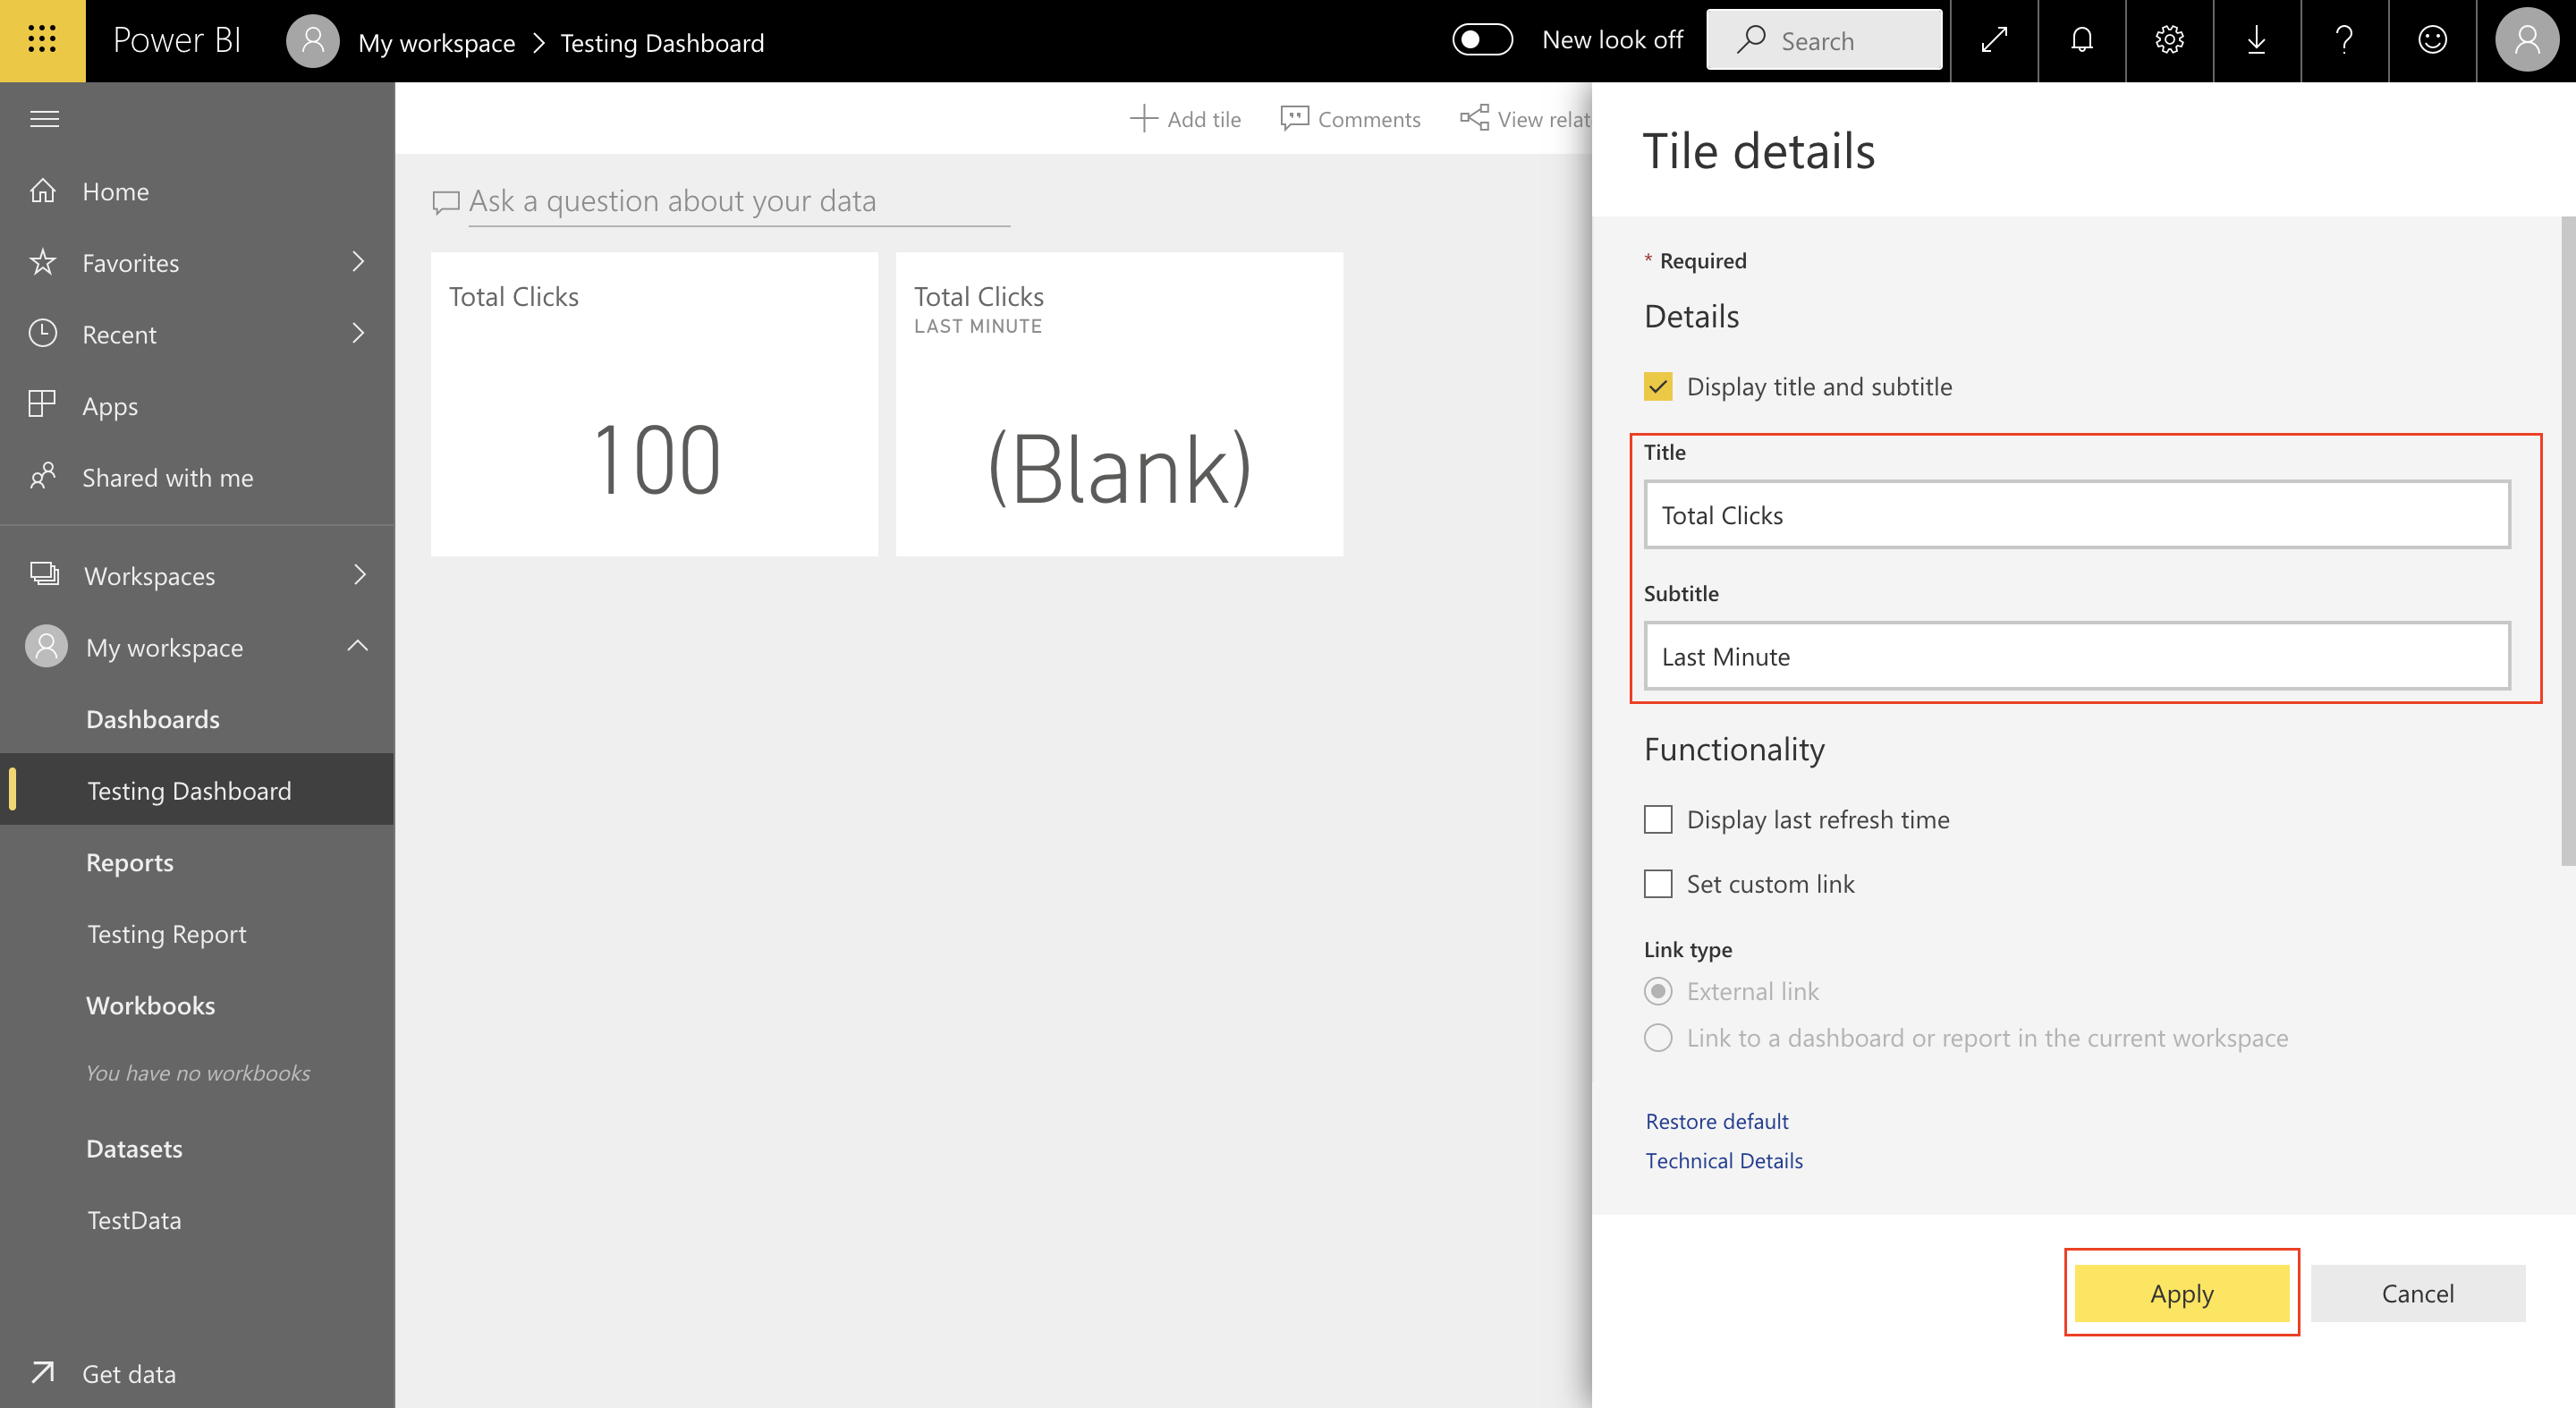 Power BI
My workspace > Testing Dashboard
New look off
Search
Home
Favorites
Recent
Apps
Shared with me
Workspaces
My workspace
Dashboards
Testing Dashboard
Reports
Testing Report
Workbooks
You have no workbooks
Datasets
TestData
Get data
Add tile
Comments
View relat
Ask a question about your data
Total Clicks
100
Total Clicks
LAST MINUTE
(Blank)
Tile details
* Required
Details
Display title and subtitle
Title
Total Clicks
Subtitle
Last Minute
Functionality
Display last refresh time
Set custom link
Link type
External link
Link to a dashboard or report in the current workspace
Restore default
Technical Details
Apply
Cancel